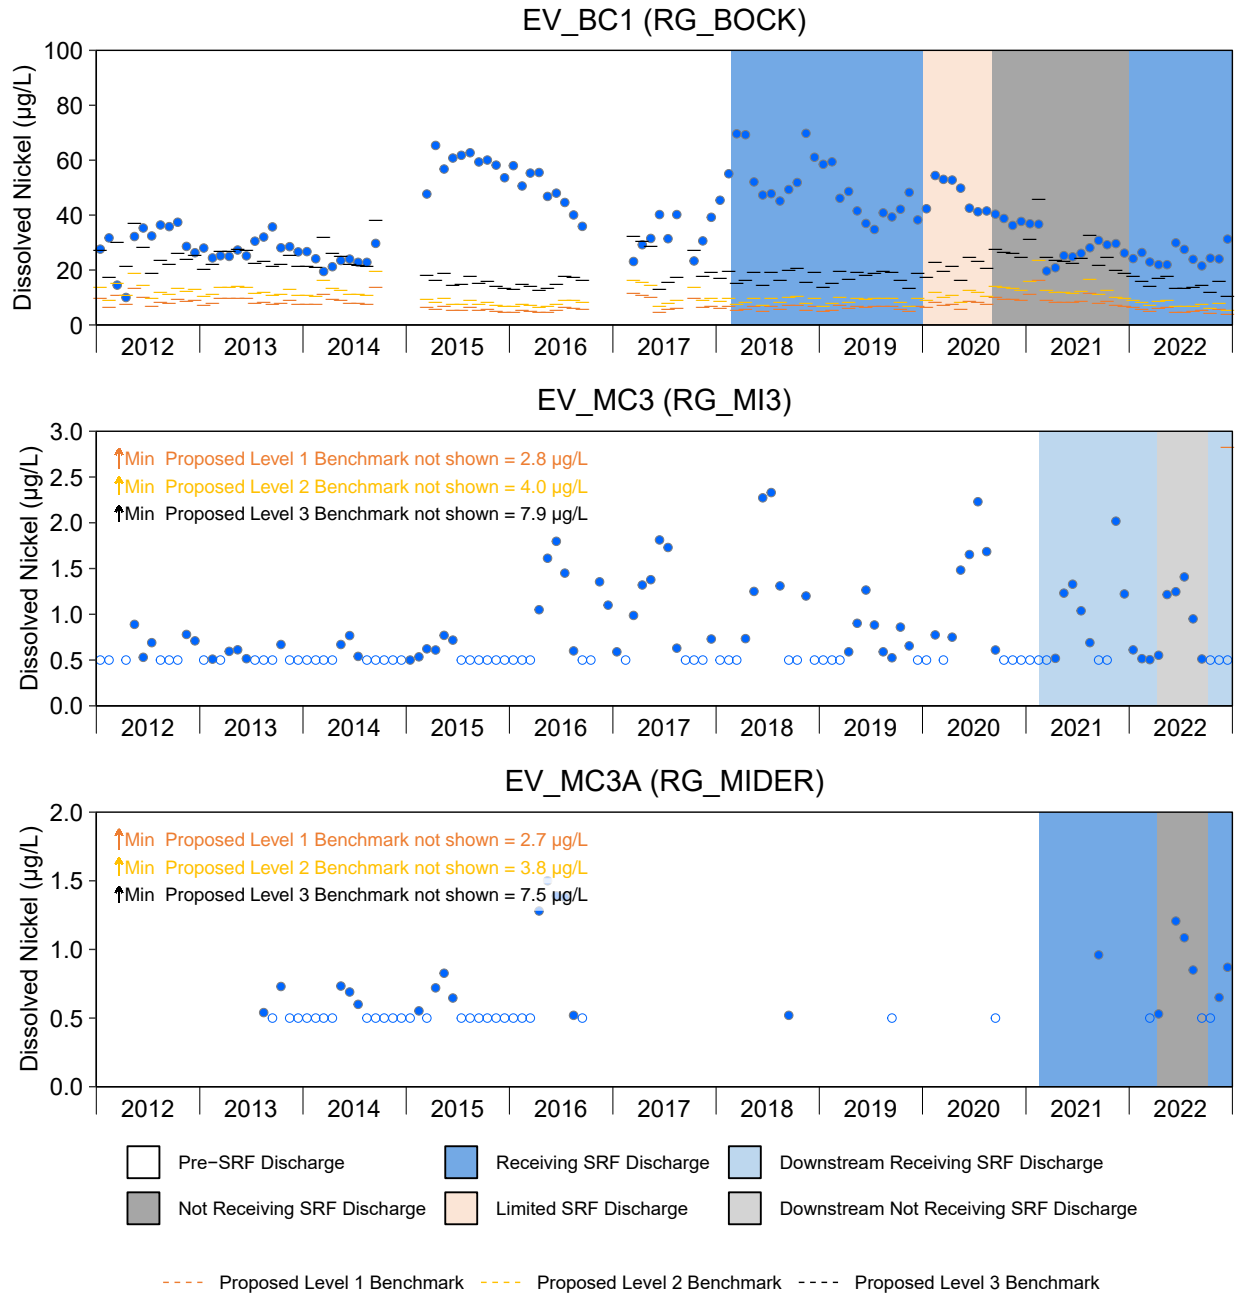 EV_BC1 (RG_BOCK)
Dissolved Nickel (µg/L)
100
80
60
40
20
0
2012 2013 2014 2015 2016 2017 2018 2019 2020 2021 2022
EV_MC3 (RG_MI3)
Dissolved Nickel (µg/L)
3.0
2.5
2.0
1.5
1.0
0.5
0.0
Min Proposed Level 1 Benchmark not shown = 2.8 µg/L
Min Proposed Level 2 Benchmark not shown = 4.0 µg/L
Min Proposed Level 3 Benchmark not shown = 7.9 µg/L
2012 2013 2014 2015 2016 2017 2018 2019 2020 2021 2022
EV_MC3A (RG_MIDER)
Dissolved Nickel (µg/L)
2.0
1.5
1.0
0.5
0.0
Min Proposed Level 1 Benchmark not shown = 2.7 µg/L
Min Proposed Level 2 Benchmark not shown = 3.8 µg/L
Min Proposed Level 3 Benchmark not shown = 7.5 µg/L
2012 2013 2014 2015 2016 2017 2018 2019 2020 2021 2022
Pre−SRF Discharge Receiving SRF Discharge Downstream Receiving SRF Discharge
Not Receiving SRF Discharge Limited SRF Discharge Downstream Not Receiving SRF Discharge
Proposed Level 1 Benchmark Proposed Level 2 Benchmark Proposed Level 3 Benchmark